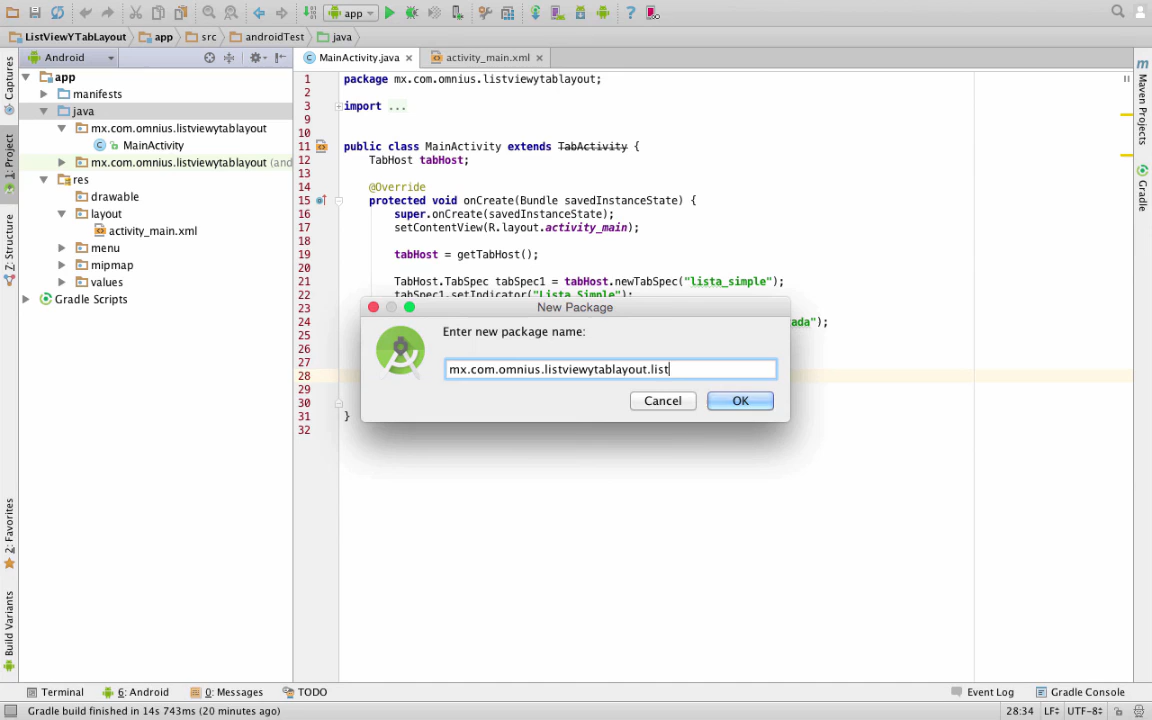 app
ListViewYTabLayout
app
src
androidTest
java
Android
MainActivity.java
activity_main.xml
Captures
1: Project
Z: Structure
2: Favorites
Build Variants
Maven Projects
Gradle
app
manifests
java
mx.com.omnius.listviewytablayout
MainActivity
mx.com.omnius.listviewytablayout (and
res
drawable
layout
activity_main.xml
menu
mipmap
values
Gradle Scripts
1 package mx.com.omnius.listviewytablayout;
2
3 import ...
9
10
11 public class MainActivity extends TabActivity {
12 TabHost tabHost;
13
14 @Override
15 protected void onCreate(Bundle savedInstanceState) {
16 super.onCreate(savedInstanceState);
17 setContentView(R.layout.activity_main);
18
19 tabHost = getTabHost();
20
21 TabHost.TabSpec tabSpec1 = tabHost.newTabSpec("lista_simple");
22 tabSpec1.setIndicator("Lista Simple");
23
24 ada");
25
26
27
28
29
30
31 }
32
New Package
Enter new package name:
mx.com.omnius.listviewytablayout.list
Cancel
OK
Terminal
6: Android
0: Messages
TODO
Event Log
Gradle Console
Gradle build finished in 14s 743ms (20 minutes ago)
28:34
LF
UTF-8